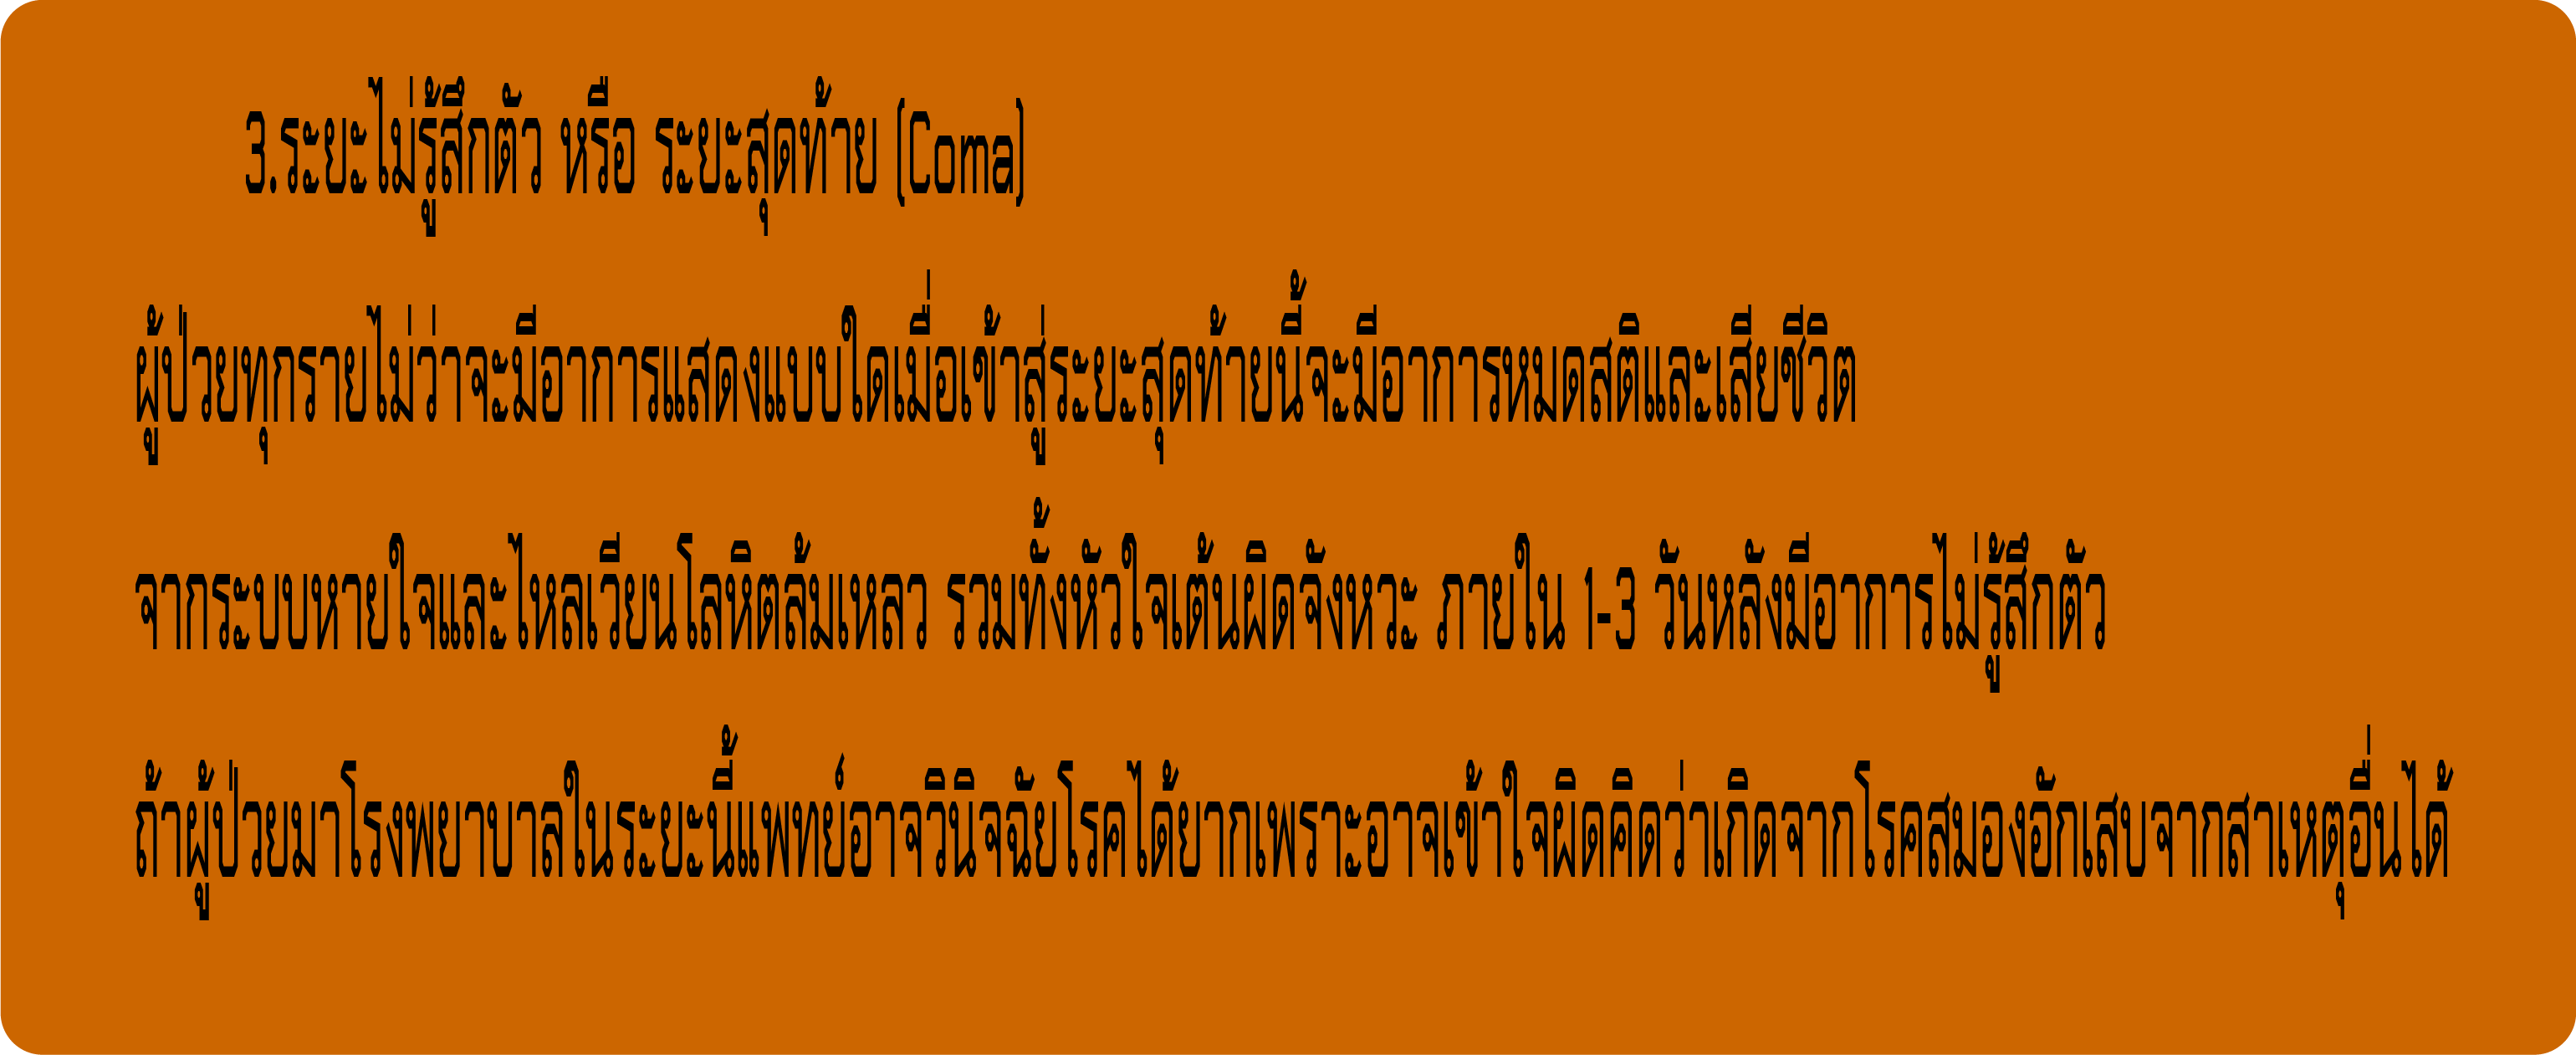 3.ระยะไม่รู้สึกตัว หรือ ระยะสุดท้าย (Coma)
ผู้ป่วยทุกรายไม่ว่าจะมีอาการแสดงแบบใดเมื่อเข้าสู่ระยะสุดท้ายนี้จะมีอาการหมดสติและเสียชีวิต
จากระบบหายใจและไหลเวียนโลหิตล้มเหลว รวมทั้งหัวใจเต้นผิดจังหวะ ภายใน 1-3 วันหลังมีอาการไม่รู้สึกตัว
ถ้าผู้ป่วยมาโรงพยาบาลในระยะนี้แพทย์อาจวินิจฉัยโรคได้ยากเพราะอาจเข้าใจผิดคิดว่าเกิดจากโรคสมองอักเสบจากสาเหตุอื่นได้